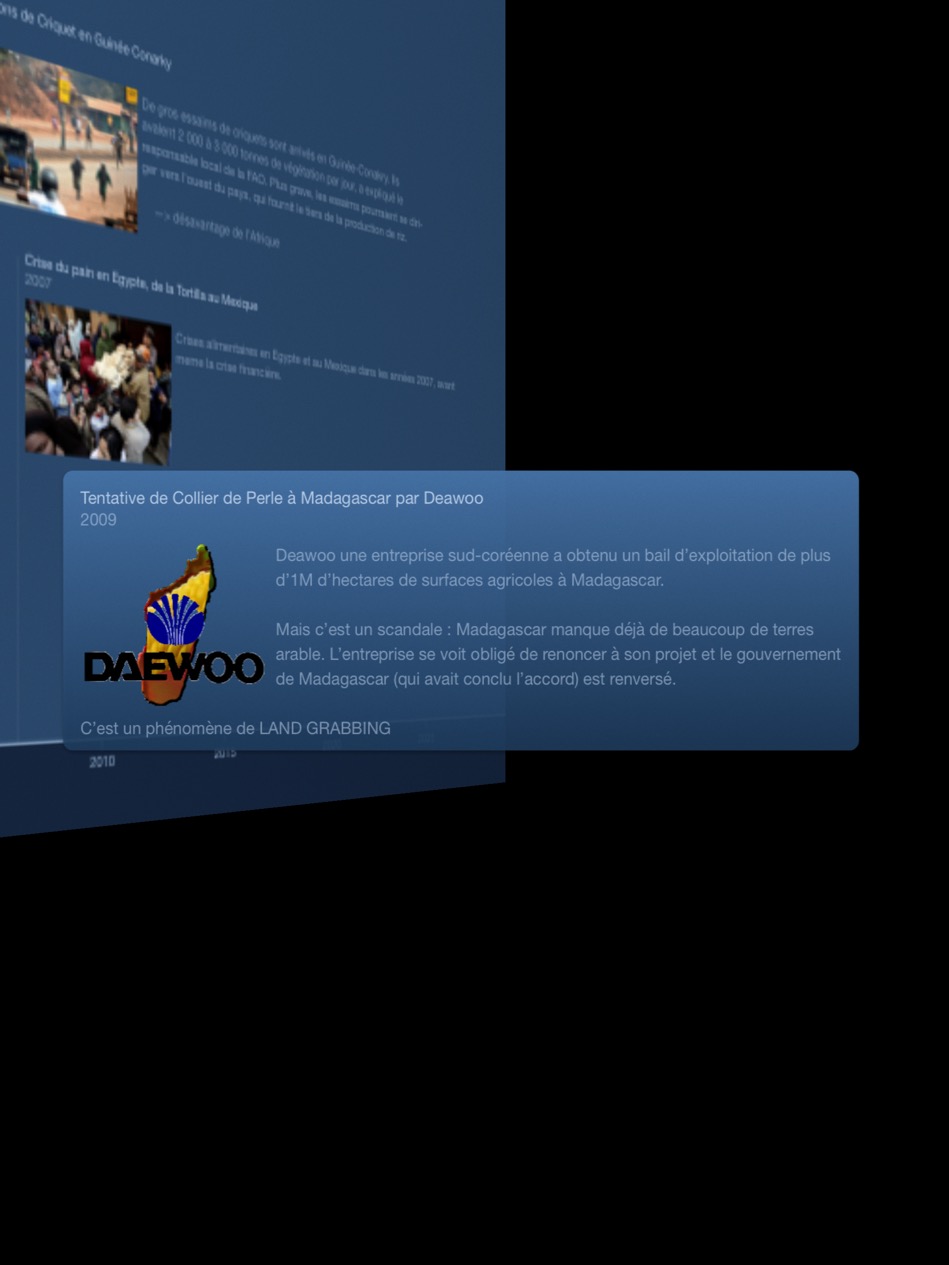 ons de Criquet en Guinée-Conarky
De gros essaims de criquets sont arrivés en Guinée-Conakry. Ils
avalent 2 000 à 3 000 tonnes de végétation par jour, a expliqué le
responsable local de la FAO. Plus grave, les essaims pourraient se diri-
ger vers l'ouest du pays, qui fournit le tiers de la production de riz.
--> désavantage de l'Afrique
Crise du pain en Egypte, de la Tortilla au Mexique
2007
Crises alimentaires en Egypte et au Mexique dans les années 2007, avant
meme la crise financière.
Tentative de Collier de Perle à Madagascar par Deawoo
2009
Deawoo une entreprise sud-coréenne a obtenu un bail d’exploitation de plus
d’1M d’hectares de surfaces agricoles à Madagascar.
Mais c’est un scandale : Madagascar manque déjà de beaucoup de terres
arable. L’entreprise se voit obligé de renoncer à son projet et le gouvernement
de Madagascar (qui avait conclu l’accord) est renversé.
DAEWOO
C’est un phénomène de LAND GRABBING
2010 2015